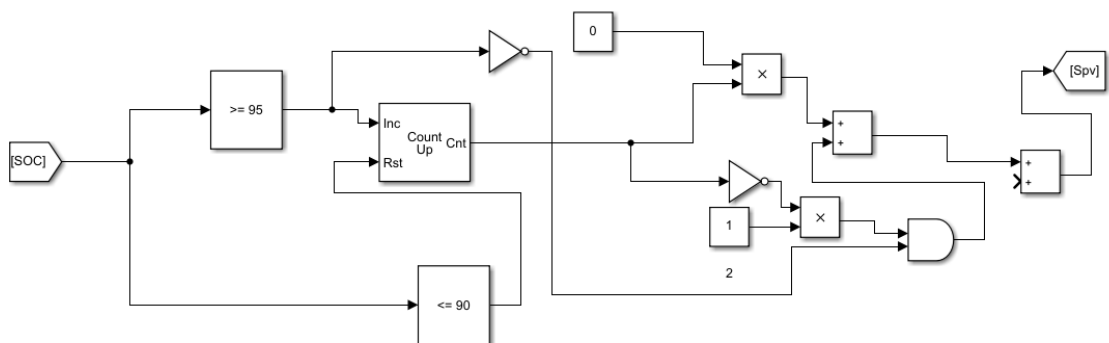 0
[Spv]
>= 95
×
Inc
Count
Up
Cnt
Rst
+
+
[SOC]
+
+
1
×
2
<= 90